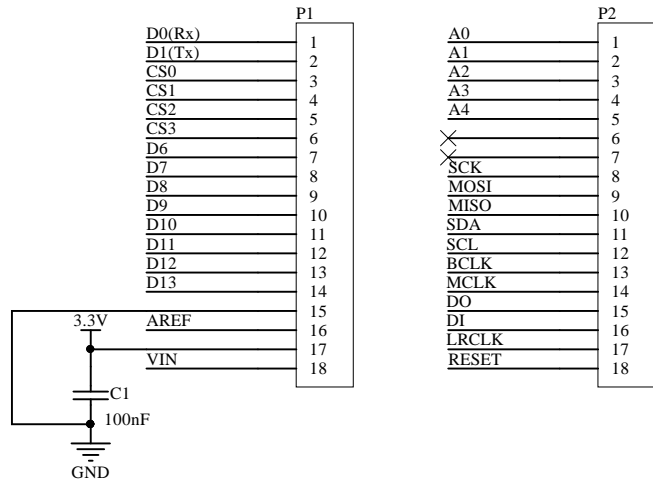 P1
D0(Rx) 1
D1(Tx) 2
CS0 3
CS1 4
CS2 5
CS3 6
D6 7
D7 8
D8 9
D9 10
D10 11
D11 12
D12 13
D13 14
15
3.3V AREF 16
17
VIN 18
C1
100nF
GND
P2
A0 1
A1 2
A2 3
A3 4
A4 5
6
7
SCK 8
MOSI 9
MISO 10
SDA 11
SCL 12
BCLK 13
MCLK 14
DO 15
DI 16
LRCLK 17
RESET 18